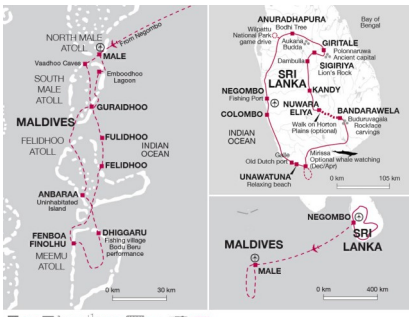 NORTH MALE
ATOLL
From Negombo
MALE
Vaadhoo Caves
Emboodhoo
Lagoon
SOUTH
MALE
ATOLL
GURAIDHOO
MALDIVES
FULIDHOO
FELIDHOO
ATOLL
INDIAN
OCEAN
FELIDHOO
ANBARAA
Uninhabitated
Island
DHIGGARU
Fishing village
Bodu Beru
performance
FENBOA
FINOLHU
MEEMU
ATOLL
0 km 30 km
ANURADHAPURA
Bodhi Tree
Bay of
Bengal
Wilpattu
National Park
game drive
Aukana
Budda
GIRITALE
Polonnaruwa
Ancient capital
Dambulla
SIGIRIYA
Lion's Rock
SRI
LANKA
NEGOMBO
Fishing Port
KANDY
COLOMBO
NUWARA
ELIYA
BANDARAWELA
Buduruvagala
Rockface
carvings
Walk on Horton
Plains (optional)
INDIAN
OCEAN
Galle
Old Dutch port
Mirissa
Optional whale watching
(Dec/Apr)
UNAWATUNA
Relaxing beach
0 km 105 km
NEGOMBO
SRI
LANKA
MALDIVES
MALE
0 km 400 km